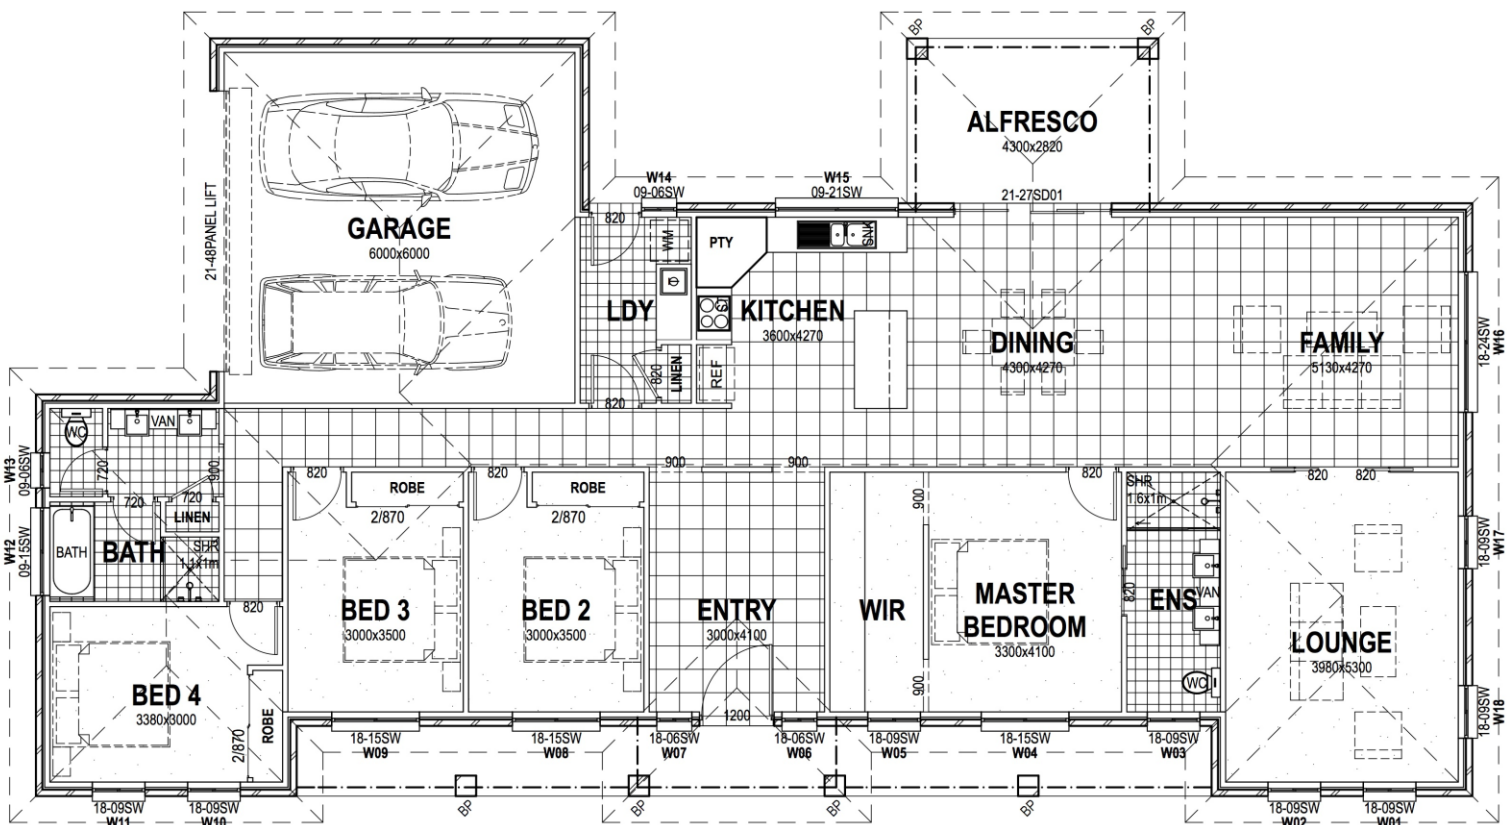 BP
BP
ALFRESCO
4300x2820
W14
09-06SW
W15
09-21SW
21-27SD01
21-48PANEL LIFT
GARAGE
6000x6000
820
WM
PTY
SNK
LDY
KITCHEN
3600x4270
DINING
4300x4270
FAMILY
5130x4270
18-24SW
W16
820
LINEN
REF
820
WC
VAN
W13
09-06SW
720
900
720
720
LINEN
W12
09-15SW
BATH
BATH
SHR
1.1x1m
820
ROBE
2/870
820
ROBE
2/870
900
900
820
900
SHR
1.6x1m
820
820
18-09SW
W17
820
BED 3
3000x3500
BED 2
3000x3500
ENTRY
3000x4100
WIR
MASTER
BEDROOM
3300x4100
820
ENS
VAN
LOUNGE
3980x5300
WC
900
1200
BED 4
3380x3000
ROBE
2/870
18-09SW
W18
18-15SW
W09
18-15SW
W08
18-06SW
W07
18-06SW
W06
18-09SW
W05
18-15SW
W04
18-09SW
W03
BP
BP
BP
BP
18-09SW
W11
18-09SW
W10
18-09SW
W02
18-09SW
W01